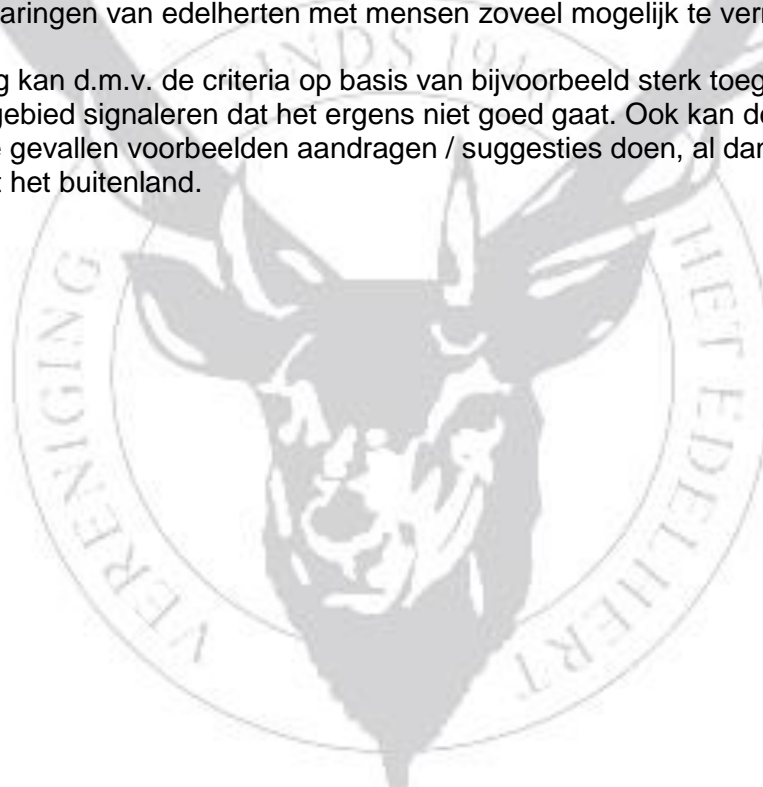 aringen van edelherten met mensen zoveel mogelijk te
g kan d.m.v. de criteria op basis van bijvoorbeeld sterk toeg
gebied signaleren dat het ergens niet goed gaat. Ook kan de
gevallen voorbeelden aandragen / suggesties doen, al dan
t het buitenland.
VERENIGING
SINDS
HET EDELHERT